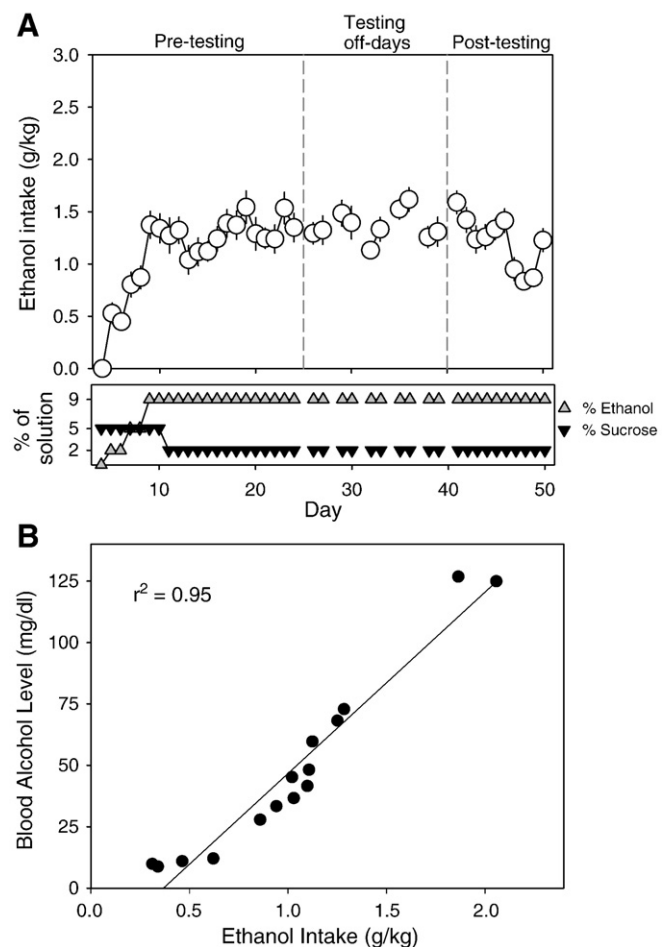 A
Pre-testing
Testing
off-days
Post-testing
3.0
2.5
2.0
1.5
1.0
0.5
0.0
Ethanol intake (g/kg)
9
5
2
% of
solution
% Ethanol
% Sucrose
10 20 30 40 50
Day
B
r² = 0.95
125
100
75
50
25
0
Blood Alcohol Level (mg/dl)
0.0 0.5 1.0 1.5 2.0
Ethanol Intake (g/kg)